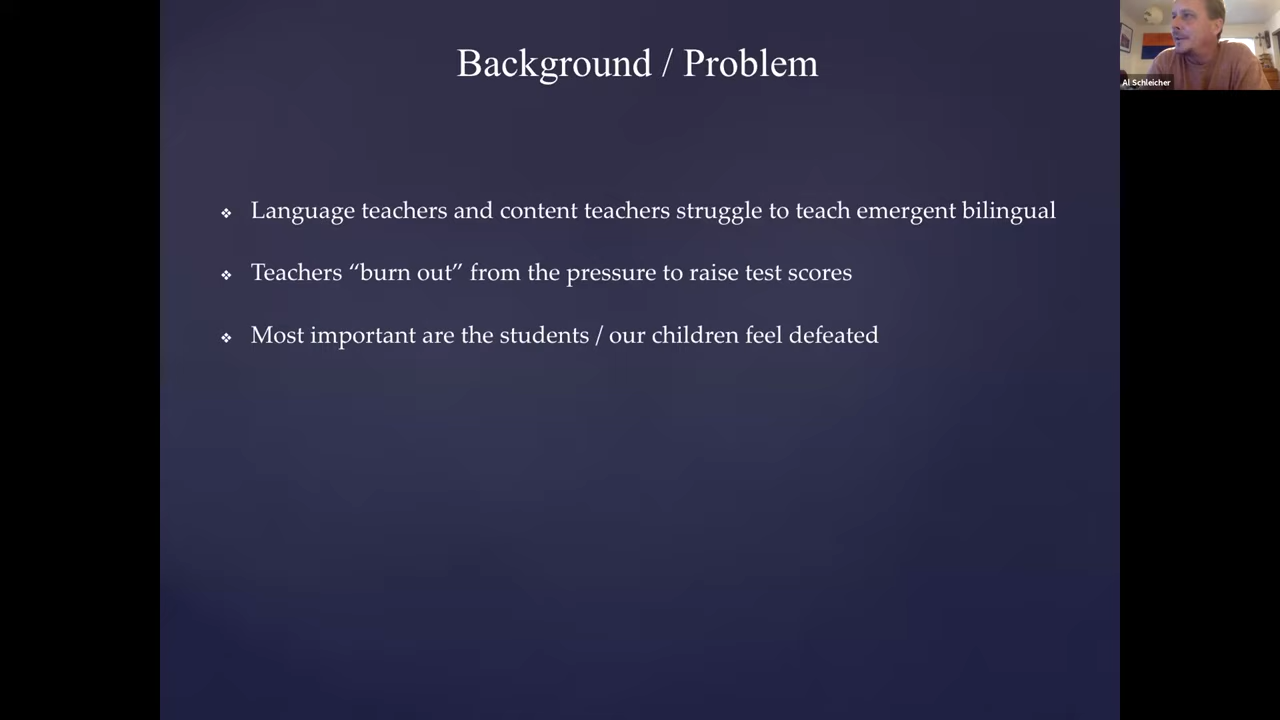 Background / Problem
Al Schleicher
❖ Language teachers and content teachers struggle to teach emergent bilingual
❖ Teachers “burn out” from the pressure to raise test scores
❖ Most important are the students / our children feel defeated